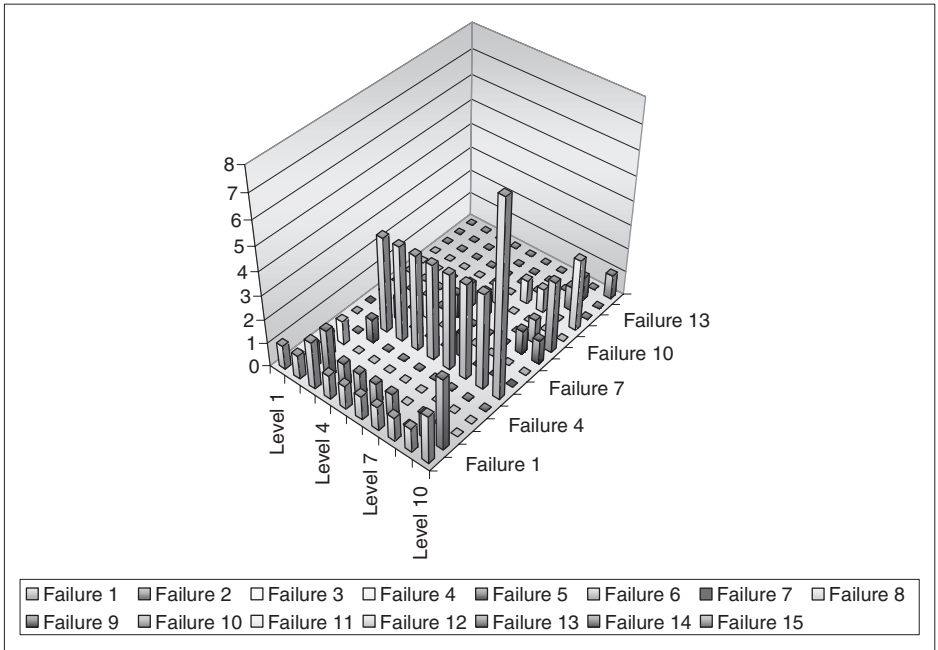 8
7
6
5
4
3
2
1
0
Level 1
Level 4
Level 7
Level 10
Failure 13
Failure 10
Failure 7
Failure 4
Failure 1
Failure 1 Failure 2 Failure 3 Failure 4 Failure 5 Failure 6 Failure 7 Failure 8
Failure 9 Failure 10 Failure 11 Failure 12 Failure 13 Failure 14 Failure 15